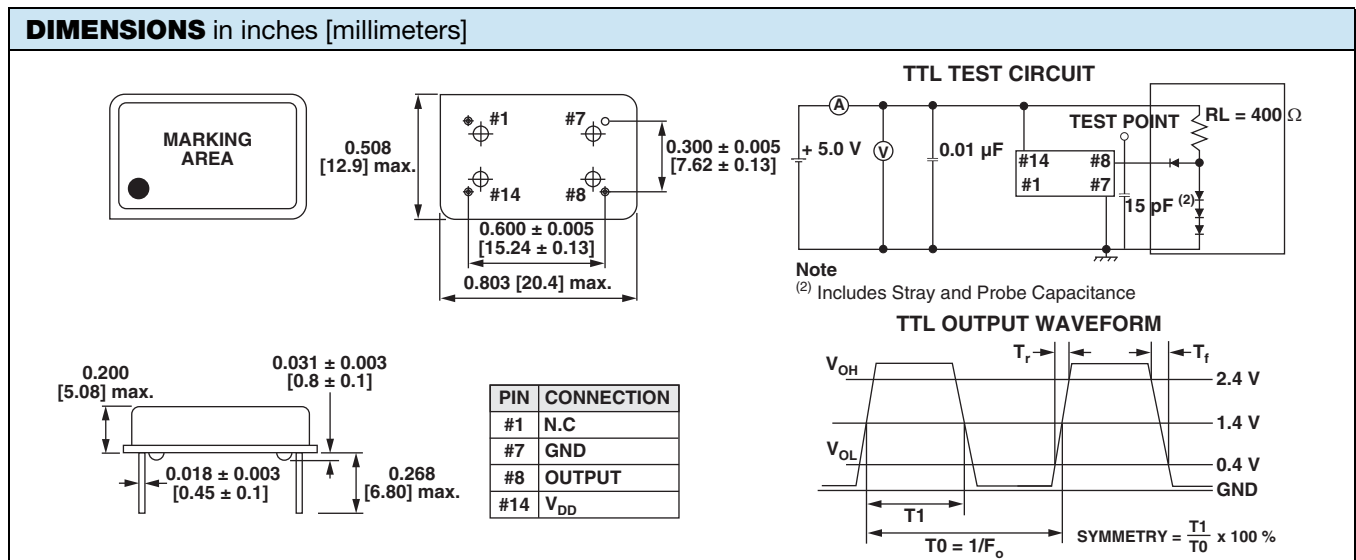 DIMENSIONS in inches [millimeters]
MARKING
AREA
0.508
[12.9] max.
#1
#7
#14
#8
0.300 ± 0.005
[7.62 ± 0.13]
0.600 ± 0.005
[15.24 ± 0.13]
0.803 [20.4] max.
TTL TEST CIRCUIT
A
+ 5.0 V
V
0.01 µF
TEST POINT
RL = 400 Ω
#14 #8
#1 #7
15 pF (2)
Note
(2) Includes Stray and Probe Capacitance
0.200
[5.08] max.
0.031 ± 0.003
[0.8 ± 0.1]
0.018 ± 0.003
[0.45 ± 0.1]
0.268
[6.80] max.
PIN CONNECTION
#1 N.C
#7 GND
#8 OUTPUT
#14 VDD
TTL OUTPUT WAVEFORM
Tr
Tf
VOH
2.4 V
1.4 V
VOL
0.4 V
GND
T1
T0 = 1/Fo
SYMMETRY = T1/T0 x 100 %